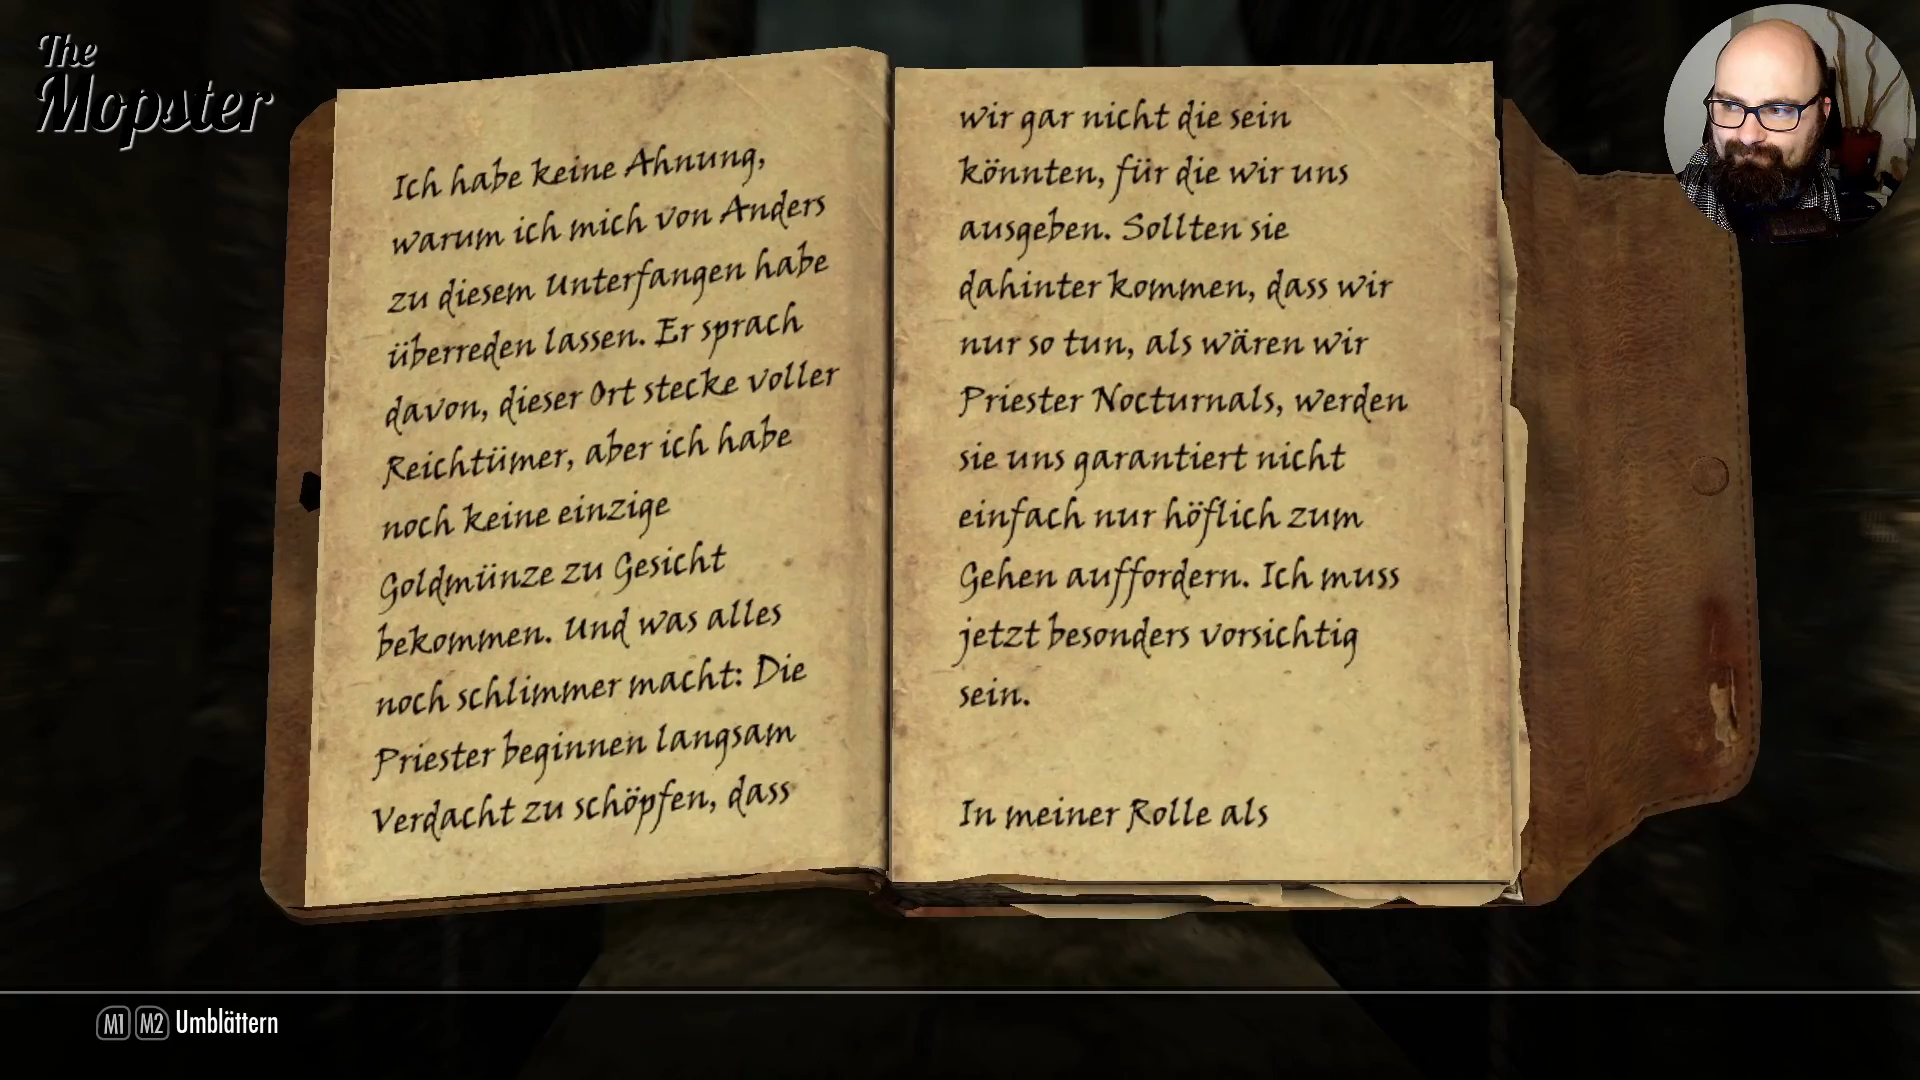 The
Mopster
Ich habe keine Ahnung,
warum ich mich von Anders
zu diesem Unterfangen habe
überreden lassen. Er sprach
davon, dieser Ort stecke voller
Reichtümer, aber ich habe
noch keine einzige
Goldmünze zu Gesicht
bekommen. Und was alles
noch schlimmer macht: Die
Priester beginnen langsam
Verdacht zu schöpfen, dass
wir gar nicht die sein
könnten, für die wir uns
ausgeben. Sollten sie
dahinter kommen, dass wir
nur so tun, als wären wir
Priester Nocturnals, werden
sie uns garantiert nicht
einfach nur höflich zum
Gehen auffordern. Ich muss
jetzt besonders vorsichtig
sein.
In meiner Rolle als
M1 M2 Umblättern